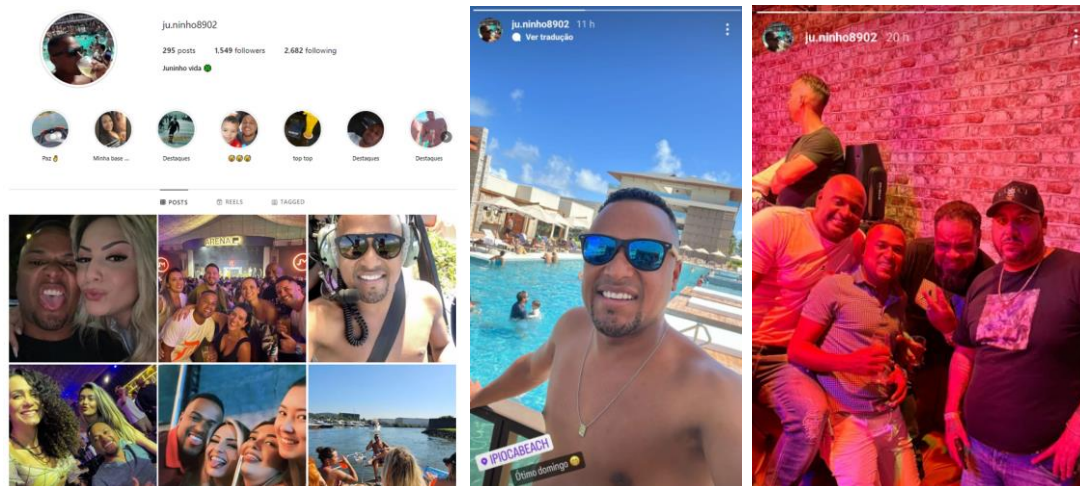 ju.ninho8902
295 posts 1,549 followers 2.682 following
Juninho vida
Paz
Minha base ...
Destaques
top top
Destaques
Destaques
POSTS REELS TAGGED
ARENA
ju.ninho8902 11 h
Ver tradução
IPIOCABEACH
Ótimo domingo
ju.ninho8902 20 h